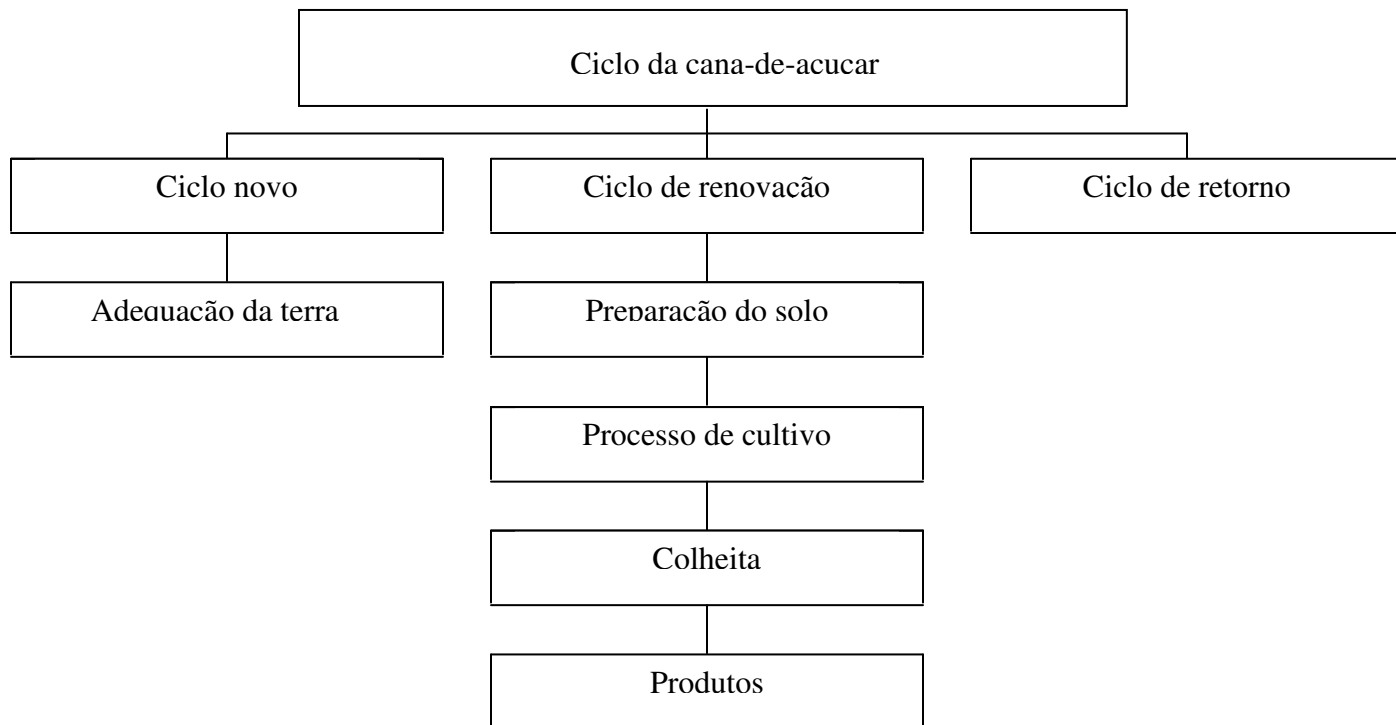 Ciclo da cana-de-acucar
Ciclo novo
Ciclo de renovacão
Ciclo de retorno
Adequacão da terra
Preparacão do solo
Processo de cultivo
Colheita
Produtos